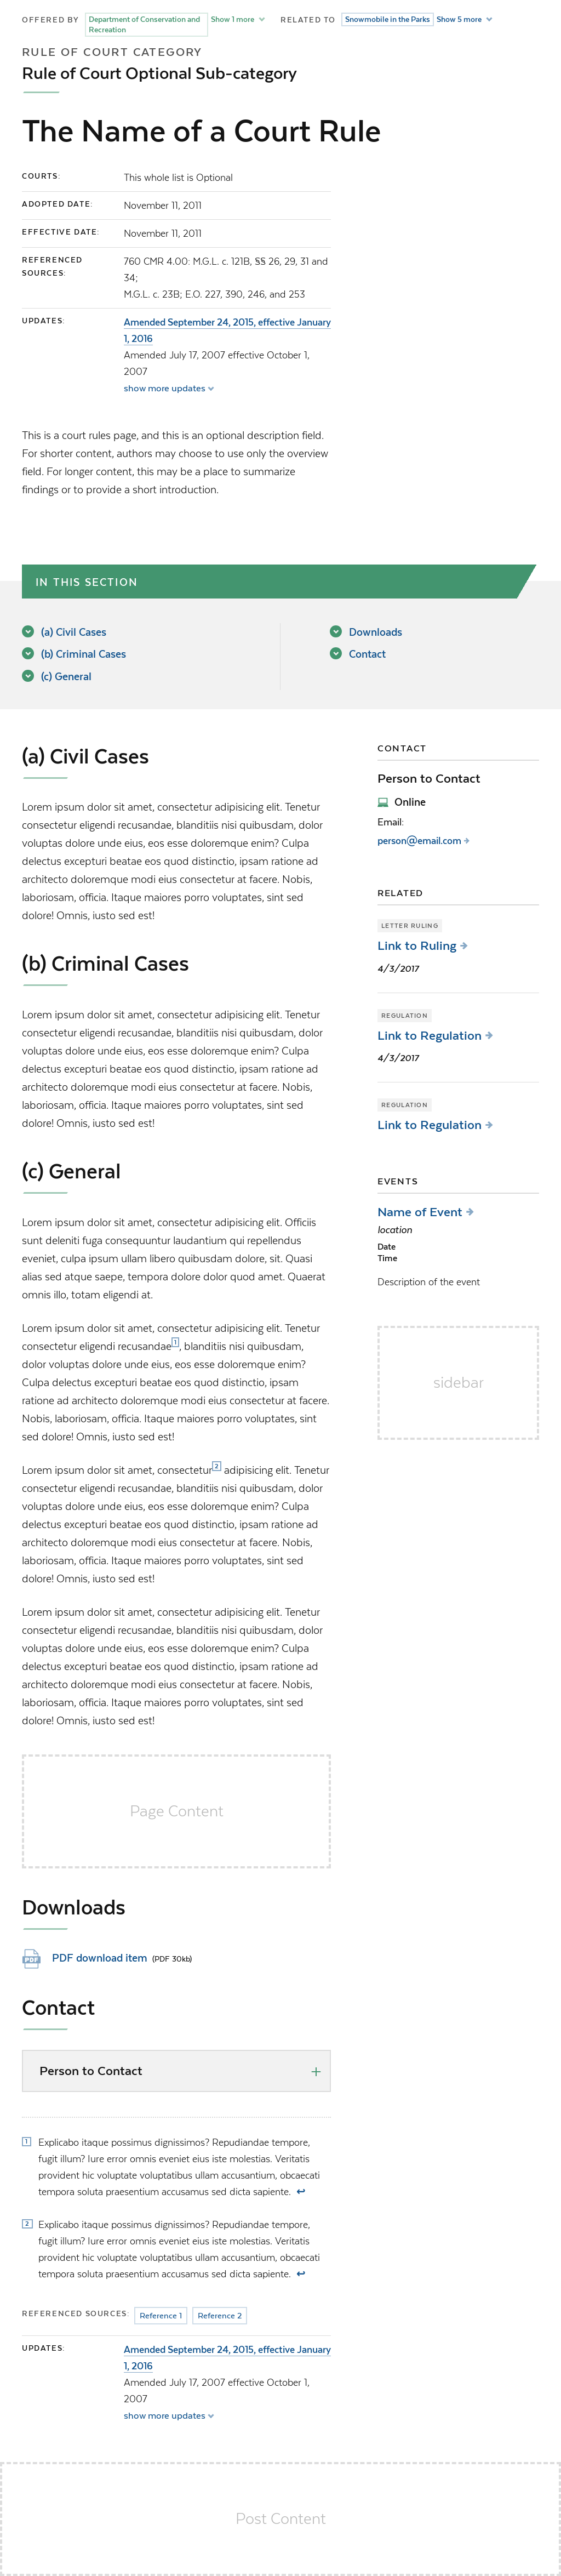 OFFERED BY Department of Conservation and Show 1 more RELATED TO Snowmobile in the Parks Show 5 more
Recreation
RULE OF COURT CATEGORY
Rule of Court Optional Sub-category
The Name of a Court Rule
COURTS: This whole list is Optional
ADOPTED DATE: November 11, 2011
EFFECTIVE DATE: November 11, 2011
REFERENCED 760 CMR 4.00: M.G.L. c. 121B, §§ 26, 29, 31 and
SOURCES: 34;
M.G.L. c. 23B; E.O. 227, 390, 246, and 253
UPDATES: Amended September 24, 2015, effective January
1, 2016
Amended July 17, 2007 effective October 1,
2007
show more updates
This is a court rules page, and this is an optional description field.
For shorter content, authors may choose to use only the overview
field. For longer content, this may be a place to summarize
findings or to provide a short introduction.
IN THIS SECTION
(a) Civil Cases
(b) Criminal Cases
(c) General
Downloads
Contact
(a) Civil Cases
Lorem ipsum dolor sit amet, consectetur adipisicing elit. Tenetur
consectetur eligendi recusandae, blanditiis nisi quibusdam, dolor
voluptas dolore unde eius, eos esse doloremque enim? Culpa
delectus excepturi beatae eos quod distinctio, ipsam ratione ad
architecto doloremque modi eius consectetur at facere. Nobis,
laboriosam, officia. Itaque maiores porro voluptates, sint sed
dolore! Omnis, iusto sed est!
(b) Criminal Cases
Lorem ipsum dolor sit amet, consectetur adipisicing elit. Tenetur
consectetur eligendi recusandae, blanditiis nisi quibusdam, dolor
voluptas dolore unde eius, eos esse doloremque enim? Culpa
delectus excepturi beatae eos quod distinctio, ipsam ratione ad
architecto doloremque modi eius consectetur at facere. Nobis,
laboriosam, officia. Itaque maiores porro voluptates, sint sed
dolore! Omnis, iusto sed est!
(c) General
Lorem ipsum dolor sit amet, consectetur adipisicing elit. Officiis
sunt deleniti fuga consequuntur laudantium qui repellendus
eveniet, culpa ipsum ullam libero quibusdam dolore, sit. Quasi
alias sed atque saepe, tempora dolore dolor quod amet. Quaerat
omnis illo, totam eligendi at.
Lorem ipsum dolor sit amet, consectetur adipisicing elit. Tenetur
consectetur eligendi recusandae1, blanditiis nisi quibusdam,
dolor voluptas dolore unde eius, eos esse doloremque enim?
Culpa delectus excepturi beatae eos quod distinctio, ipsam
ratione ad architecto doloremque modi eius consectetur at facere.
Nobis, laboriosam, officia. Itaque maiores porro voluptates, sint
sed dolore! Omnis, iusto sed est!
Lorem ipsum dolor sit amet, consectetur2 adipisicing elit. Tenetur
consectetur eligendi recusandae, blanditiis nisi quibusdam, dolor
voluptas dolore unde eius, eos esse doloremque enim? Culpa
delectus excepturi beatae eos quod distinctio, ipsam ratione ad
architecto doloremque modi eius consectetur at facere. Nobis,
laboriosam, officia. Itaque maiores porro voluptates, sint sed
dolore! Omnis, iusto sed est!
Lorem ipsum dolor sit amet, consectetur adipisicing elit. Tenetur
consectetur eligendi recusandae, blanditiis nisi quibusdam, dolor
voluptas dolore unde eius, eos esse doloremque enim? Culpa
delectus excepturi beatae eos quod distinctio, ipsam ratione ad
architecto doloremque modi eius consectetur at facere. Nobis,
laboriosam, officia. Itaque maiores porro voluptates, sint sed
dolore! Omnis, iusto sed est!
Page Content
Downloads
PDF PDF download item (PDF 30kb)
Contact
Person to Contact
1 Explicabo itaque possimus dignissimos? Repudiandae tempore,
fugit illum? Iure error omnis eveniet eius iste molestias. Veritatis
provident hic voluptate voluptatibus ullam accusantium, obcaecati
tempora soluta praesentium accusamus sed dicta sapiente. ↩
2 Explicabo itaque possimus dignissimos? Repudiandae tempore,
fugit illum? Iure error omnis eveniet eius iste molestias. Veritatis
provident hic voluptate voluptatibus ullam accusantium, obcaecati
tempora soluta praesentium accusamus sed dicta sapiente. ↩
REFERENCED SOURCES: Reference 1 Reference 2
UPDATES: Amended September 24, 2015, effective January
1, 2016
Amended July 17, 2007 effective October 1,
2007
show more updates
CONTACT
Person to Contact
Online
Email:
person@email.com
RELATED
LETTER RULING
Link to Ruling
4/3/2017
REGULATION
Link to Regulation
4/3/2017
REGULATION
Link to Regulation
EVENTS
Name of Event
location
Date
Time
Description of the event
sidebar
Post Content